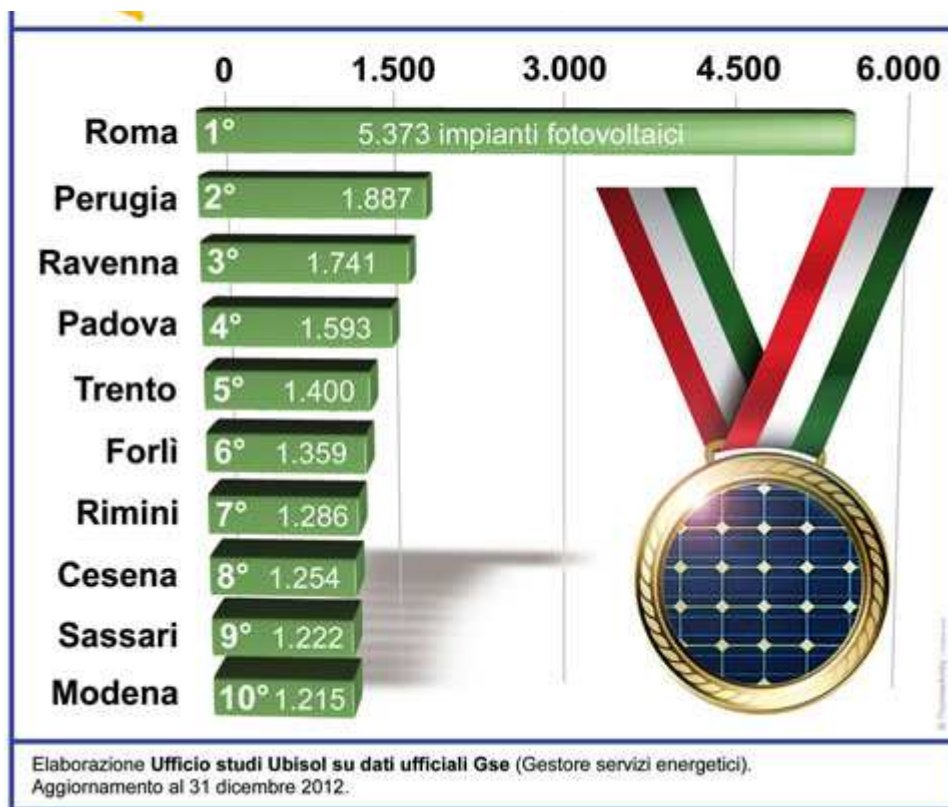 0 1.500 3.000 4.500 6.000
Roma 1° 5.373 impianti fotovoltaici
Perugia 2° 1.887
Ravenna 3° 1.741
Padova 4° 1.593
Trento 5° 1.400
Forlì 6° 1.359
Rimini 7° 1.286
Cesena 8° 1.254
Sassari 9° 1.222
Modena 10° 1.215
Elaborazione Ufficio studi Ubisol su dati ufficiali Gse (Gestore servizi energetici).
Aggiornamento al 31 dicembre 2012.